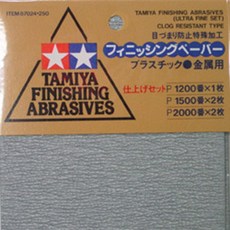 ITEM 87024-250
TAMIYA FINISHING ABRASIVES
(ULTRA FINE SET)
CLOG RESISTANT TYPE
目づまり防止特殊加工
フィニッシングペーパー
プラスチック●金属用
TAMIYA
FINISHING
ABRASIVES
仕上げセット P 1200番×1枚
P 1500番×2枚
P 2000番×2枚